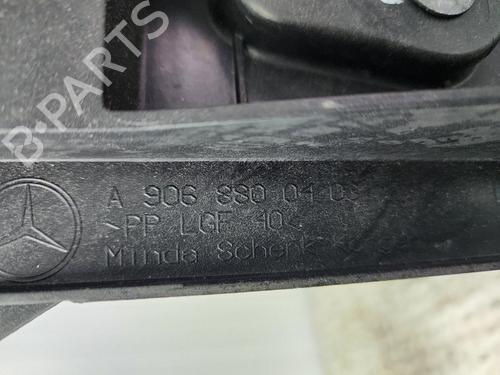 B-PARTS
A 906 880 04 03
>PP LGF 40<
Minda Schenk